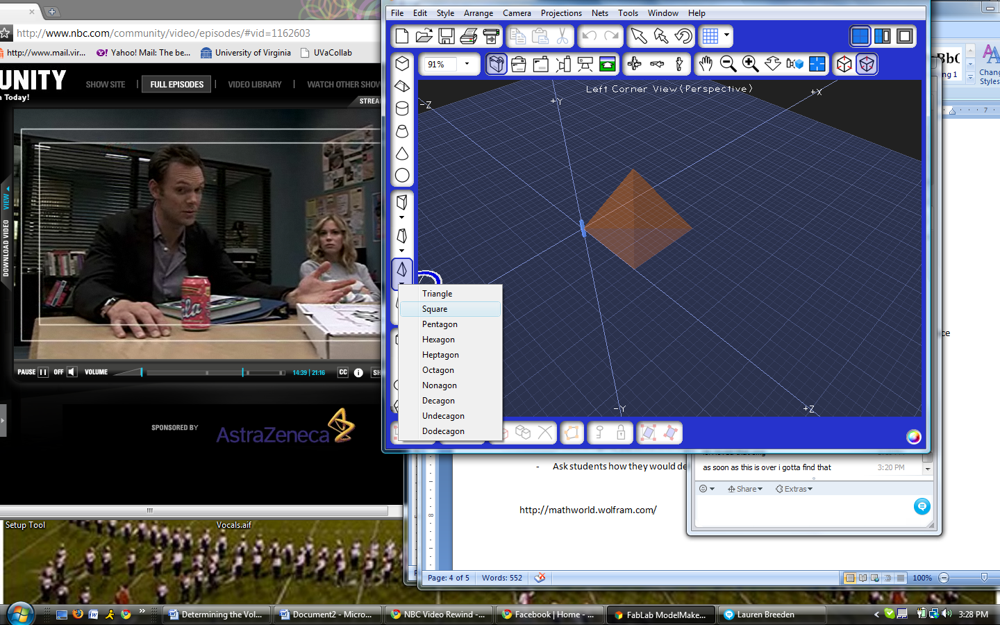 http://www.nbc.com/community/video/episodes/#vid=1162603
http://www.mail.vir...
Yahoo! Mail: The be...
University of Virginia
UVaCollab
UNITY
n Today!
SHOW SITE
FULL EPISODES
VIDEO LIBRARY
WATCH OTHER SHOW
STREA
VIEW
DOWNLOAD VIDEO
PAUSE
OFF
VOLUME
14:39 | 21:16
CC
i
SH
SPONSORED BY
AstraZeneca
Setup Tool
Vocals.aif
File Edit Style Arrange Camera Projections Nets Tools Window Help
91%
Left Corner View (Perspective)
-Z
+Y
+X
-Y
+Z
Triangle
Square
Pentagon
Hexagon
Heptagon
Octagon
Nonagon
Decagon
Undecagon
Dodecagon
BbC
ng 1
Chang
Styles
7
ce
- Ask students how they would de
http://mathworld.wolfram.com/
as soon as this is over i gotta find that
3:20 PM
Share
Extras
8
Page: 4 of 5
Words: 552
100%
Determining the Vol...
Document2 - Micro...
NBC Video Rewind -...
Facebook | Home - ...
FabLab ModelMake...
Lauren Breeden
3:28 PM